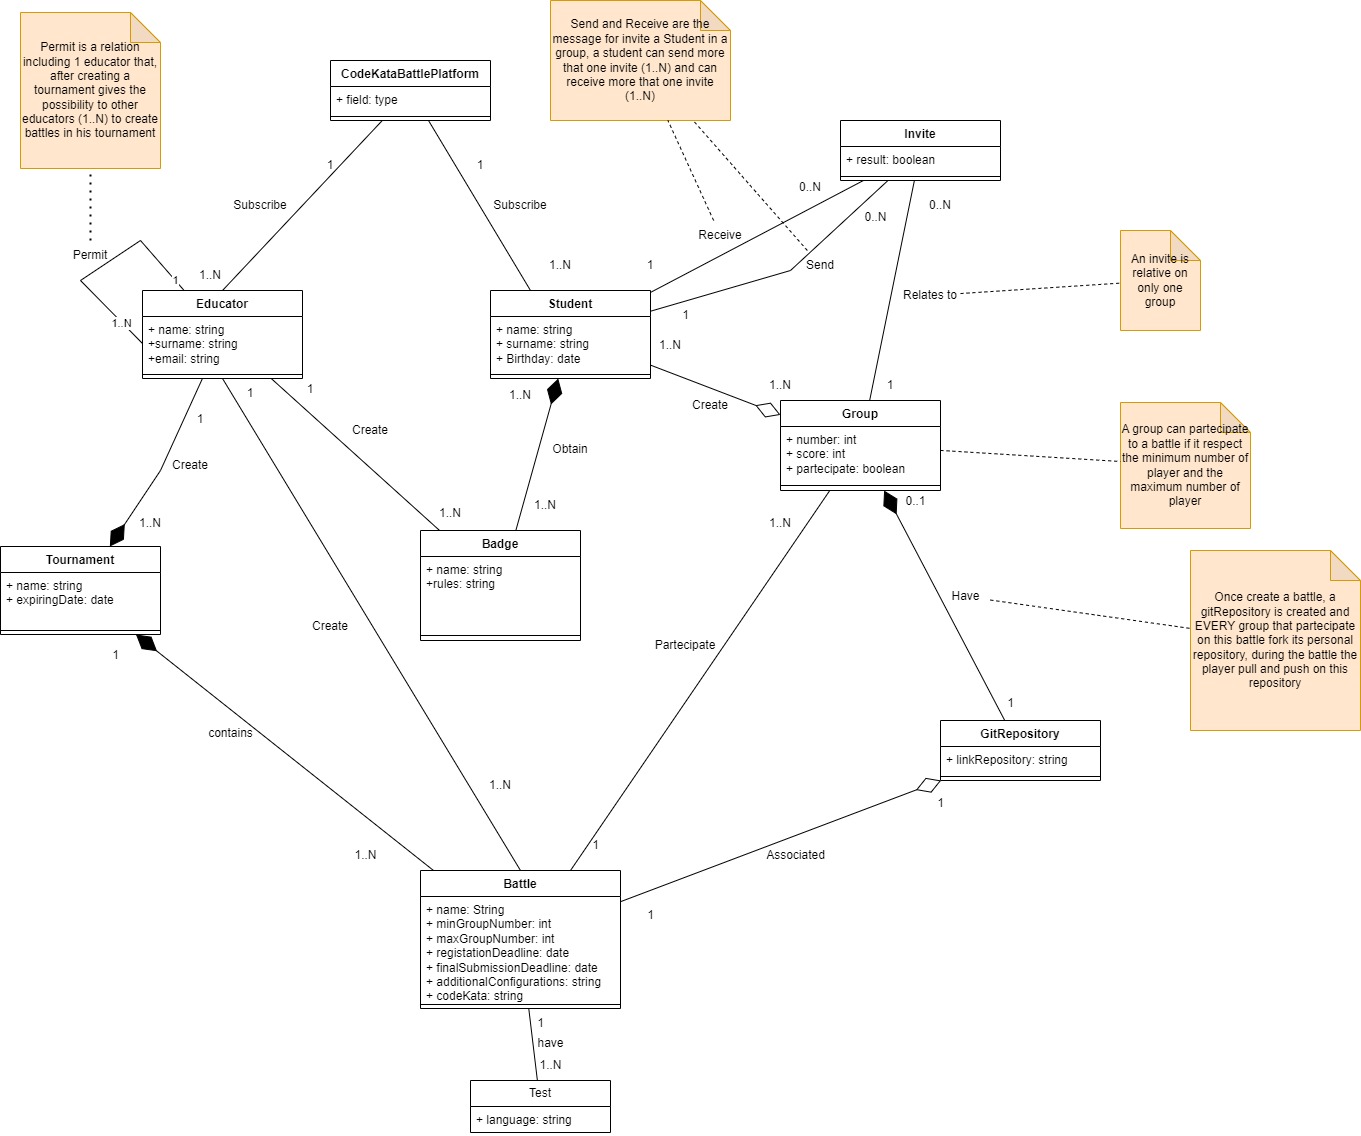 Permit is a relation
including 1 educator that,
after creating a
tournament gives the
possibility to other
educators (1..N) to create
battles in his tournament
CodeKataBattlePlatform
+ field: type
Send and Receive are the
message for invite a Student in a
group, a student can send more
that one invite (1..N) and can
receive more that one invite
(1..N)
Invite
+ result: boolean
1
Subscribe
1..N
1
Subscribe
1..N
Permit
1
1..N
0..N
Receive
1
0..N
Send
1
0..N
Relates to
1
An invite is
relative on
only one
group
Educator
+ name: string
+surname: string
+email: string
Student
+ name: string
+ surname: string
+ Birthday: date
1..N
Create
1..N
Group
+ number: int
+ score: int
+ partecipate: boolean
A group can partecipate
to a battle if it respect
the minimum number of
player and the
maximum number of
player
1
Create
1..N
1
Create
1..N
1
Create
1..N
1..N
Obtain
1..N
1..N
Partecipate
1
0..1
Have
1
Once create a battle, a
gitRepository is created and
EVERY group that partecipate
on this battle fork its personal
repository, during the battle the
player pull and push on this
repository
Tournament
+ name: string
+ expiringDate: date
Badge
+ name: string
+rules: string
1
contains
1..N
GitRepository
+ linkRepository: string
1
Associated
1
Battle
+ name: String
+ minGroupNumber: int
+ maxGroupNumber: int
+ registationDeadline: date
+ finalSubmissionDeadline: date
+ additionalConfigurations: string
+ codeKata: string
1
have
1..N
Test
+ language: string